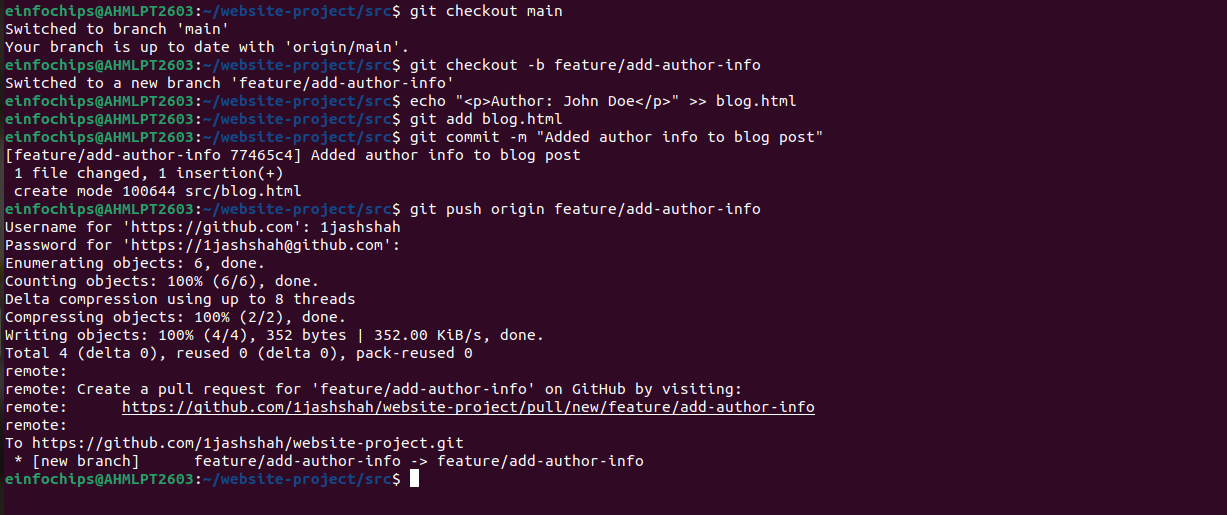 einfochips@AHMLPT2603:~/website-project/src$ git checkout main
Switched to branch 'main'
Your branch is up to date with 'origin/main'.
einfochips@AHMLPT2603:~/website-project/src$ git checkout -b feature/add-author-info
Switched to a new branch 'feature/add-author-info'
einfochips@AHMLPT2603:~/website-project/src$ echo "<p>Author: John Doe</p>" >> blog.html
einfochips@AHMLPT2603:~/website-project/src$ git add blog.html
einfochips@AHMLPT2603:~/website-project/src$ git commit -m "Added author info to blog post"
[feature/add-author-info 77465c4] Added author info to blog post
 1 file changed, 1 insertion(+)
 create mode 100644 src/blog.html
einfochips@AHMLPT2603:~/website-project/src$ git push origin feature/add-author-info
Username for 'https://github.com': 1jashshah
Password for 'https://1jashshah@github.com':
Enumerating objects: 6, done.
Counting objects: 100% (6/6), done.
Delta compression using up to 8 threads
Compressing objects: 100% (2/2), done.
Writing objects: 100% (4/4), 352 bytes | 352.00 KiB/s, done.
Total 4 (delta 0), reused 0 (delta 0), pack-reused 0
remote:
remote: Create a pull request for 'feature/add-author-info' on GitHub by visiting:
remote:      https://github.com/1jashshah/website-project/pull/new/feature/add-author-info
remote:
To https://github.com/1jashshah/website-project.git
 * [new branch]      feature/add-author-info -> feature/add-author-info
einfochips@AHMLPT2603:~/website-project/src$